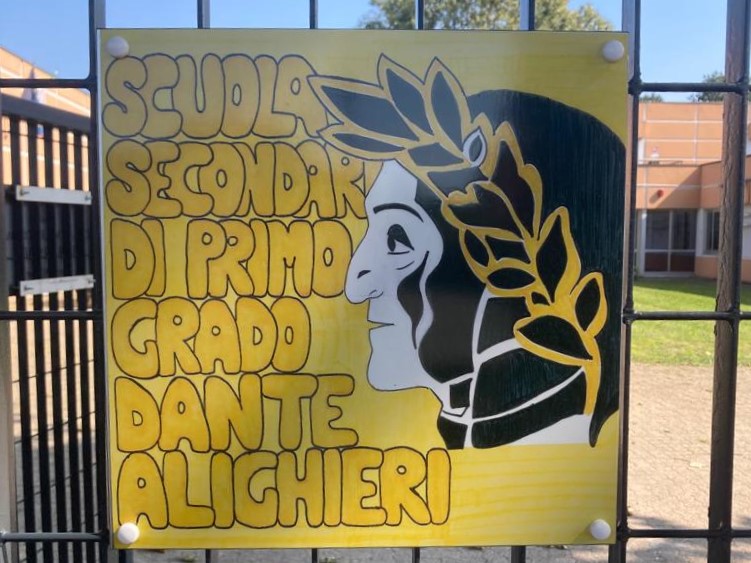 SCUOLA
SECONDARI
DI PRIMO
GRADO
DANTE
ALIGHIERI